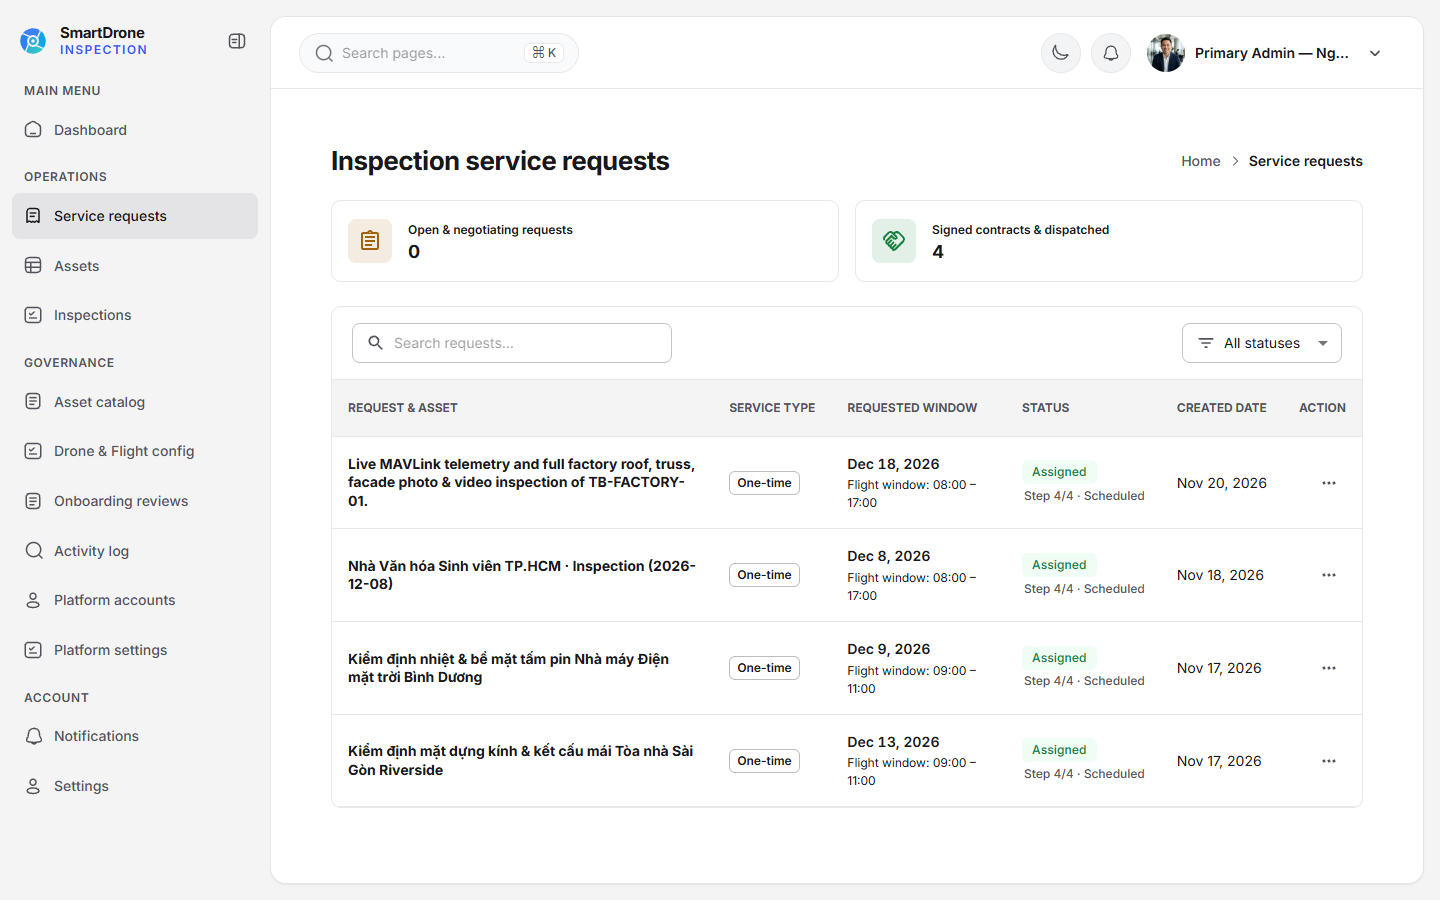 SmartDrone
INSPECTION
MAIN MENU
Dashboard
OPERATIONS
Service requests
Assets
Inspections
GOVERNANCE
Asset catalog
Drone & Flight config
Onboarding reviews
Activity log
Platform accounts
Platform settings
ACCOUNT
Notifications
Settings
Search pages...
⌘ K
Primary Admin — Ng...
Inspection service requests
Home > Service requests
Open & negotiating requests
0
Signed contracts & dispatched
4
Search requests...
All statuses
REQUEST & ASSET SERVICE TYPE REQUESTED WINDOW STATUS CREATED DATE ACTION
Live MAVLink telemetry and full factory roof, truss,
facade photo & video inspection of TB-FACTORY-
01.
One-time
Dec 18, 2026
Flight window: 08:00 –
17:00
Assigned
Step 4/4 · Scheduled
Nov 20, 2026
Nhà Văn hóa Sinh viên TP.HCM · Inspection (2026-
12-08)
One-time
Dec 8, 2026
Flight window: 08:00 –
17:00
Assigned
Step 4/4 · Scheduled
Nov 18, 2026
Kiểm định nhiệt & bề mặt tấm pin Nhà máy Điện
mặt trời Bình Dương
One-time
Dec 9, 2026
Flight window: 09:00 –
11:00
Assigned
Step 4/4 · Scheduled
Nov 17, 2026
Kiểm định mặt dựng kính & kết cấu mái Tòa nhà Sài
Gòn Riverside
One-time
Dec 13, 2026
Flight window: 09:00 –
11:00
Assigned
Step 4/4 · Scheduled
Nov 17, 2026